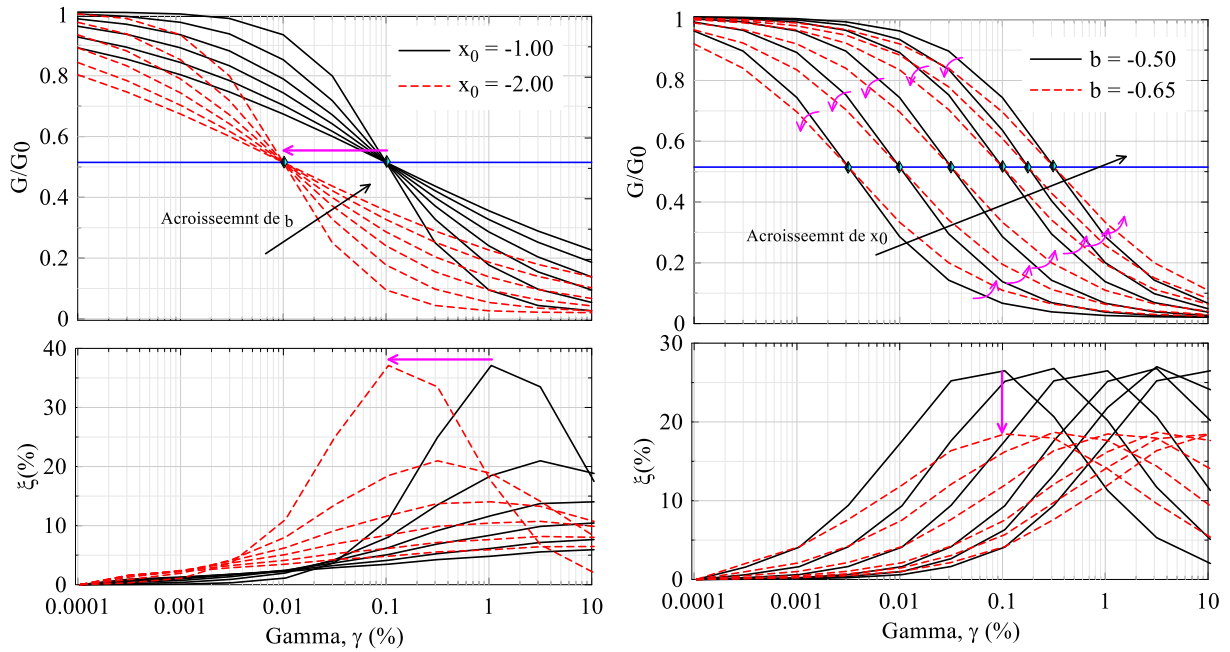 1
0.8
0.6
0.4
0.2
0
G/G0
x0 = -1.00
x0 = -2.00
Acroisseemnt de b
40
30
20
10
0
ξ(%)
0.0001
0.001
0.01
0.1
1
10
Gamma, γ (%)
1
0.8
0.6
0.4
0.2
0
G/G0
b = -0.50
b = -0.65
Acroisseemnt de x0
30
20
10
0
ξ(%)
0.0001
0.001
0.01
0.1
1
10
Gamma, γ (%)